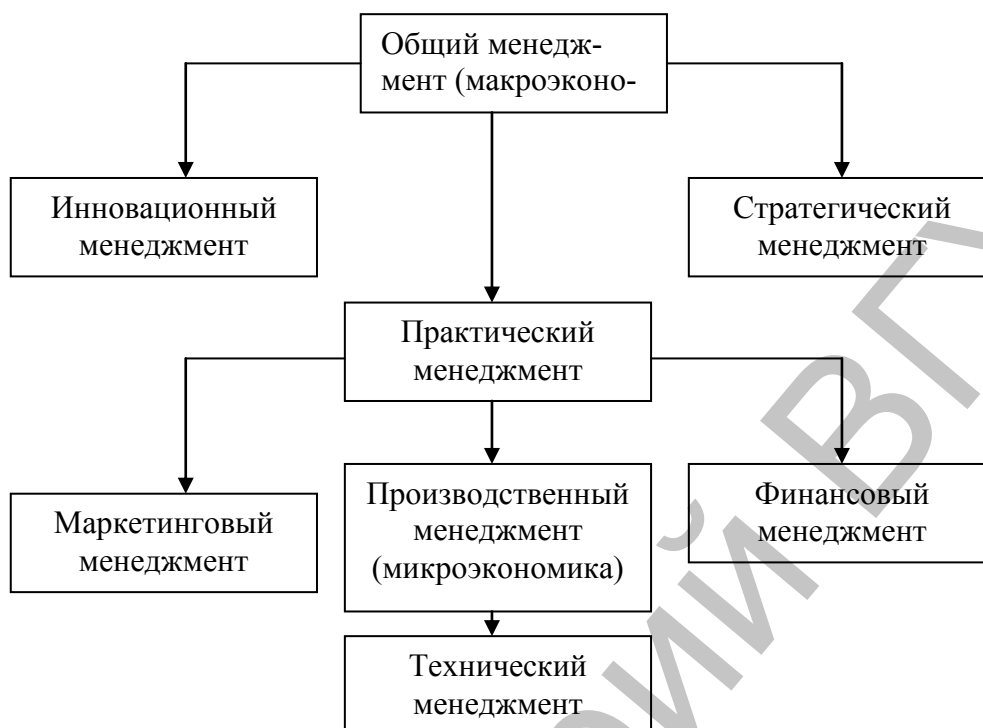 Общий менедж-
мент (макроэконо-
Инновационный
менеджмент
Стратегический
менеджмент
Практический
менеджмент
Маркетинговый
менеджмент
Производственный
менеджмент
(микроэкономика)
Финансовый
менеджмент
Технический
менеджмент